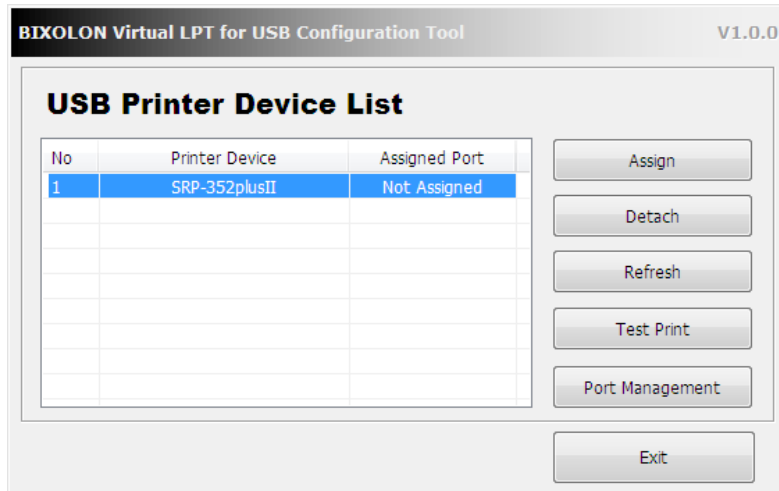 BIXOLON Virtual LPT for USB Configuration Tool V1.0.0
USB Printer Device List
No Printer Device Assigned Port
1 SRP-352plusII Not Assigned
Assign
Detach
Refresh
Test Print
Port Management
Exit